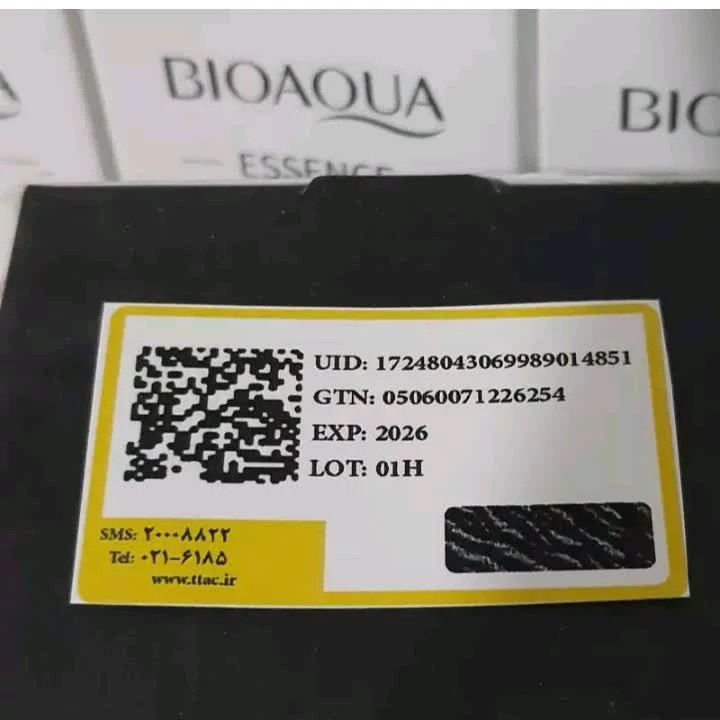 BIOAQUA
BIO
ESSENCE
UID: 17248043069989014851
GTN: 05060071226254
EXP: 2026
LOT: 01H
SMS: ۲۰۰۰۸۸۲۲
Tel: ۰۲۱-۶۱۸۵
www.ttac.ir